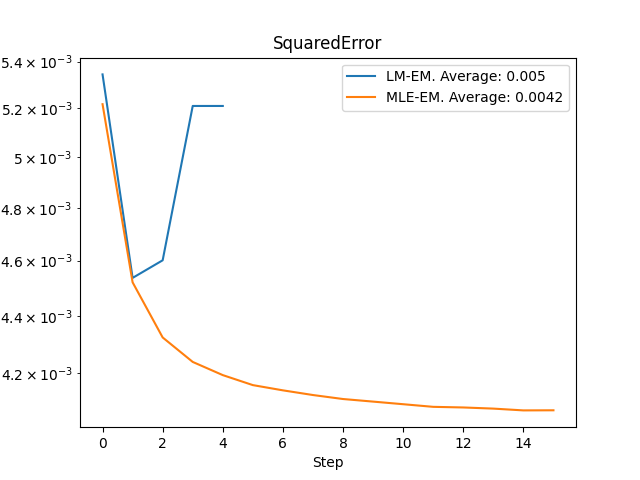 SquaredError
5.4 × 10⁻³
5.2 × 10⁻³
5 × 10⁻³
4.8 × 10⁻³
4.6 × 10⁻³
4.4 × 10⁻³
4.2 × 10⁻³
LM-EM. Average: 0.005
MLE-EM. Average: 0.0042
0 2 4 6 8 10 12 14
Step